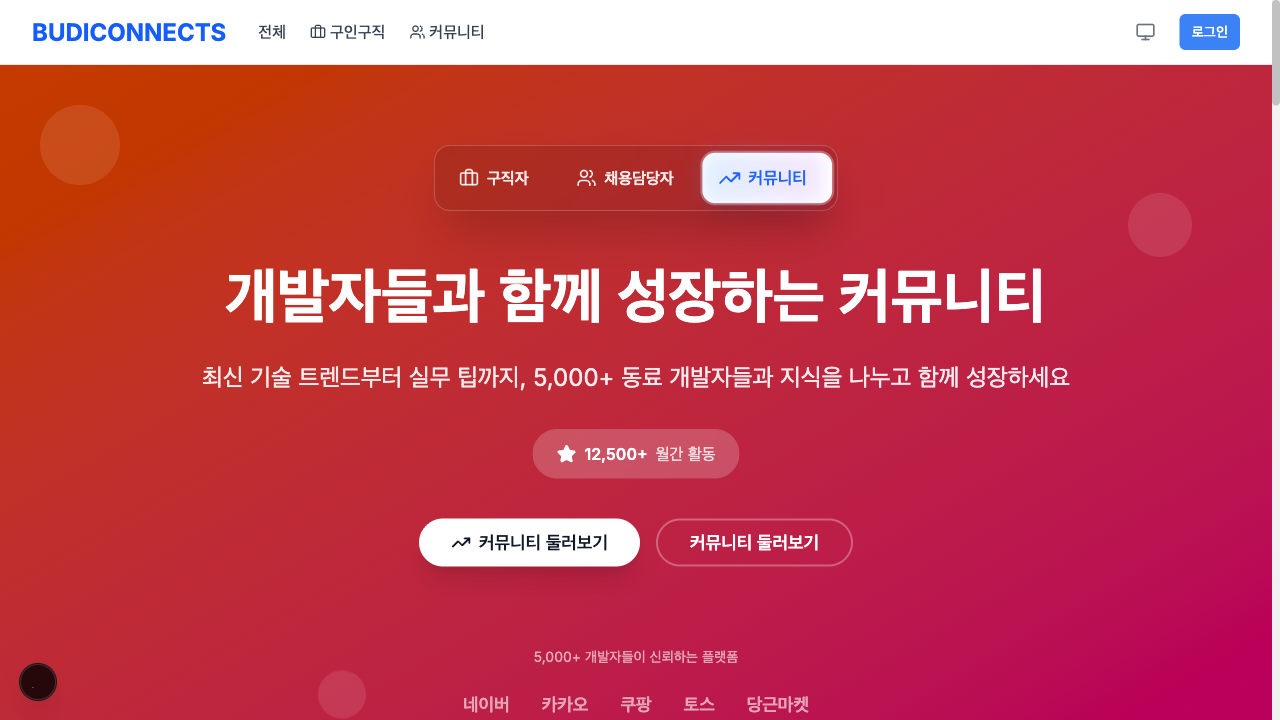 BUDICONNECTS 전체 구인구직 커뮤니티 로그인
구직자 채용담당자 커뮤니티
개발자들과 함께 성장하는 커뮤니티
최신 기술 트렌드부터 실무 팁까지, 5,000+ 동료 개발자들과 지식을 나누고 함께 성장하세요
12,500+ 월간 활동
커뮤니티 둘러보기 커뮤니티 둘러보기
5,000+ 개발자들이 신뢰하는 플랫폼
네이버 카카오 쿠팡 토스 당근마켓